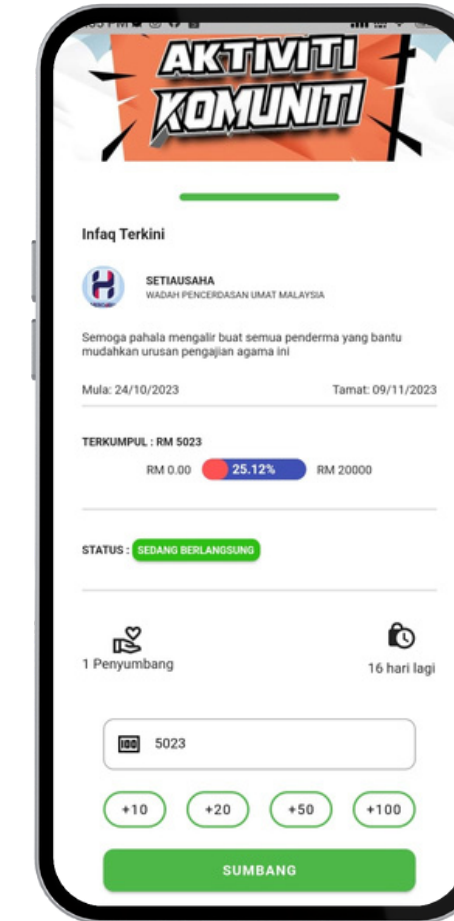 AKTIVITI
KOMUNITI
Infaq Terkini
SETIAUSAHA
WADAH PENCERDASAN UMAT MALAYSIA
Semoga pahala mengalir buat semua penderma yang bantu
mudahkan urusan pengajian agama ini
Mula: 24/10/2023 Tamat: 09/11/2023
TERKUMPUL : RM 5023
RM 0.00 25.12% RM 20000
STATUS : SEDANG BERLANGSUNG
1 Penyumbang 16 hari lagi
100 5023
+10 +20 +50 +100
SUMBANG